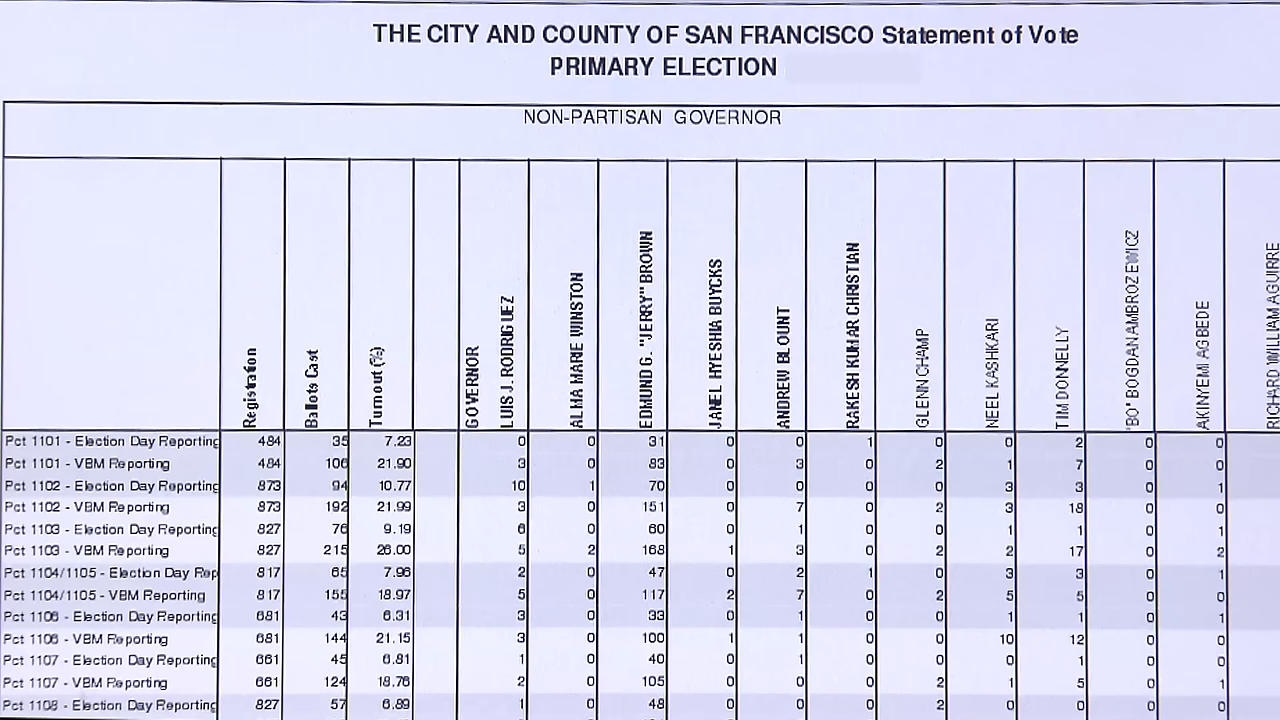 THE CITY AND COUNTY OF SAN FRANCISCO Statement of Vote
PRIMARY ELECTION
NON-PARTISAN GOVERNOR
Registration
Ballots Cast
Turnout (%)
GOVERNOR
LUIS J. RODRIGUEZ
ALMA MARIE WINSTON
EDMUND G. "JERRY" BROWN
JANEL HYESHIA BUYCKS
ANDREW BLOUNT
RAKESH KUMAR CHRISTIAN
GLENN CHAMP
NEEL KASHKARI
TIM DONNELLY
"BO" BOGDAN AMBROZEWICZ
AKINYEMI AGBEDE
RICHARD WILLIAM AGUIRRE
Pct 1101 - Election Day Reporting 484 35 7.23 0 0 31 0 0 1 0 0 2 0 0
Pct 1101 - VBM Reporting 484 106 21.90 3 0 83 0 3 0 2 1 7 0 0
Pct 1102 - Election Day Reporting 873 94 10.77 10 1 70 0 0 0 0 3 3 0 1
Pct 1102 - VBM Reporting 873 192 21.99 3 0 151 0 7 0 2 3 18 0 0
Pct 1103 - Election Day Reporting 827 76 9.19 6 0 60 0 1 0 0 1 1 0 1
Pct 1103 - VBM Reporting 827 215 26.00 5 2 168 1 3 0 2 2 17 0 2
Pct 1104/1105 - Election Day Rep 817 65 7.96 2 0 47 0 2 1 0 3 3 0 1
Pct 1104/1105 - VBM Reporting 817 155 18.97 5 0 117 2 7 0 2 5 5 0 0
Pct 1106 - Election Day Reporting 681 43 6.31 3 0 33 0 1 0 0 1 1 0 1
Pct 1106 - VBM Reporting 681 144 21.15 3 0 100 1 1 0 0 10 12 0 0
Pct 1107 - Election Day Reporting 661 45 6.81 1 0 40 0 1 0 0 0 1 0 0
Pct 1107 - VBM Reporting 661 124 18.76 2 0 105 0 0 0 2 1 5 0 1
Pct 1108 - Election Day Reporting 827 57 6.89 1 0 48 0 0 0 2 0 0 0 0